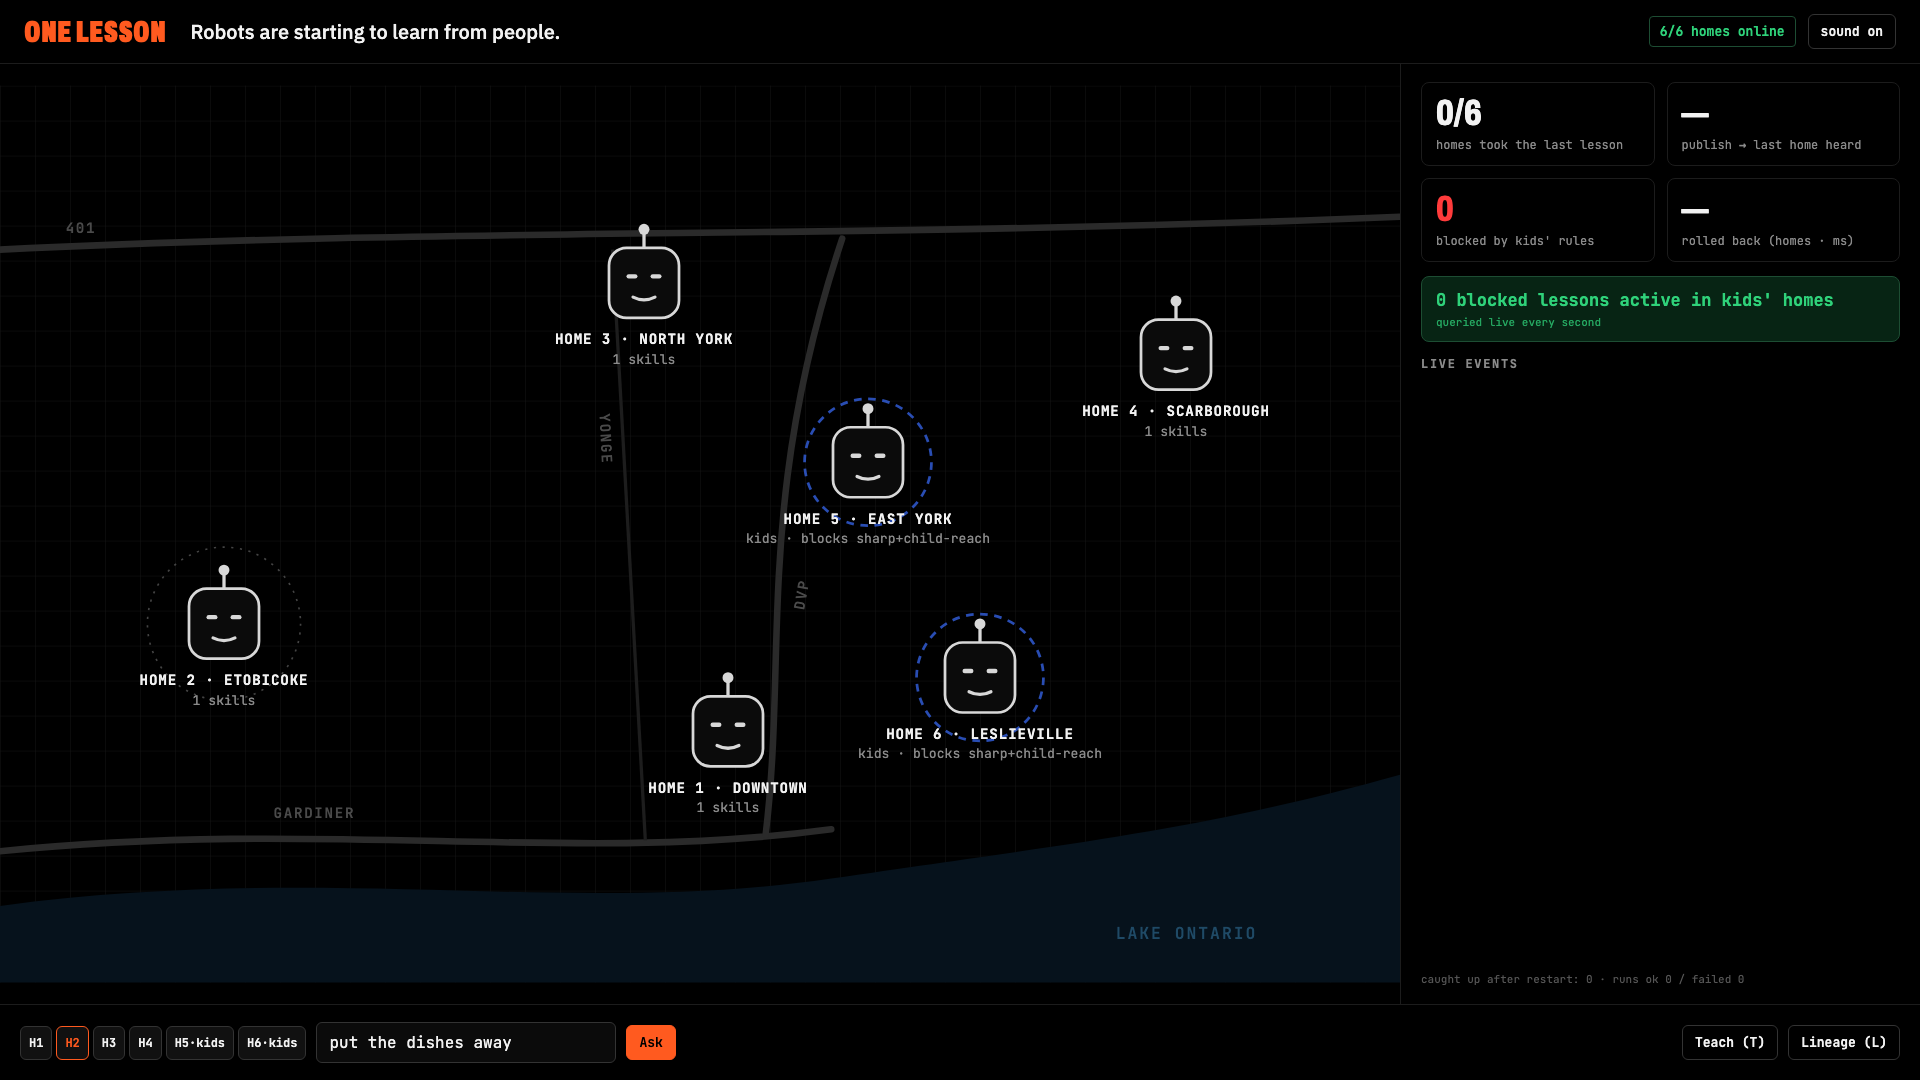 ONE LESSON
Robots are starting to learn from people.
6/6 homes online
sound on
401
HOME 3 · NORTH YORK
1 skills
HOME 4 · SCARBOROUGH
1 skills
YONGE
HOME 5 · EAST YORK
kids · blocks sharp+child-reach
DVP
HOME 2 · ETOBICOKE
1 skills
HOME 6 · LESLIEVILLE
kids · blocks sharp+child-reach
HOME 1 · DOWNTOWN
1 skills
GARDINER
LAKE ONTARIO
0/6
homes took the last lesson
—
publish → last home heard
0
blocked by kids' rules
—
rolled back (homes · ms)
0 blocked lessons active in kids' homes
queried live every second
LIVE EVENTS
caught up after restart: 0 · runs ok 0 / failed 0
H1
H2
H3
H4
H5·kids
H6·kids
put the dishes away
Ask
Teach (T)
Lineage (L)